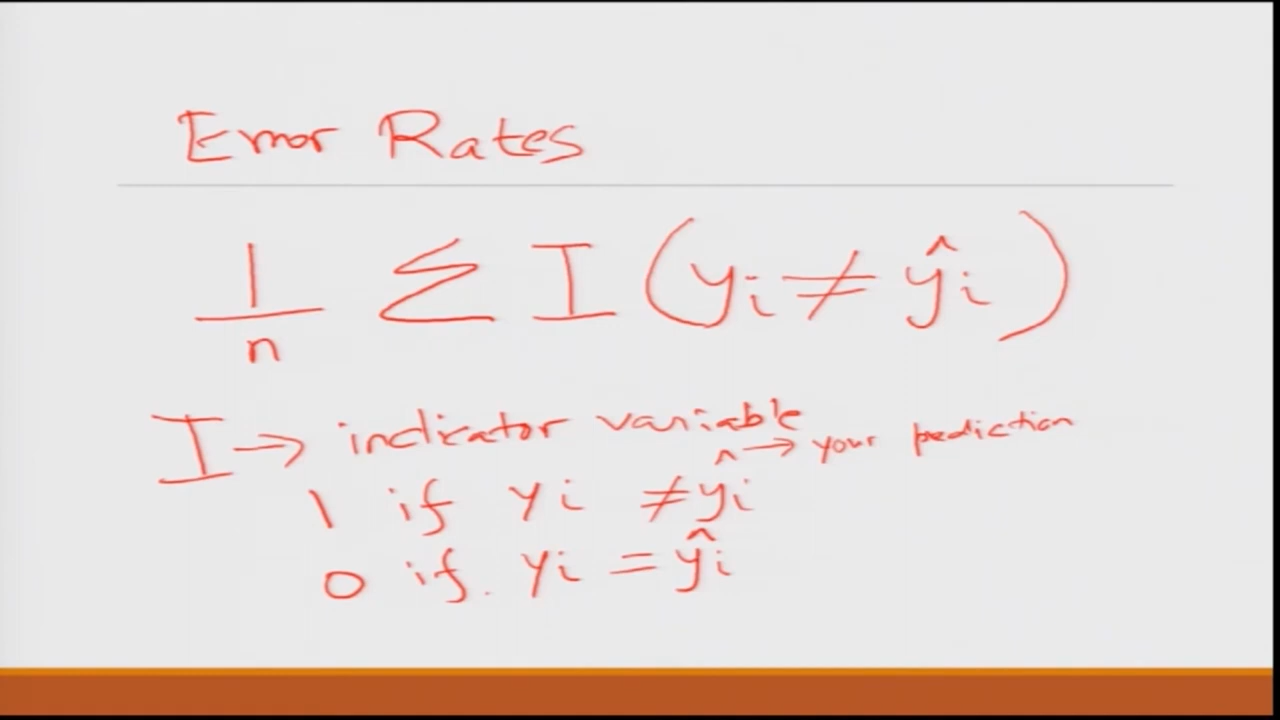 Error Rates
1/n Σ I (yi ≠ ŷi)
I → indicator variable
^ → your prediction
1 if yi ≠ ŷi
0 if. yi = ŷi